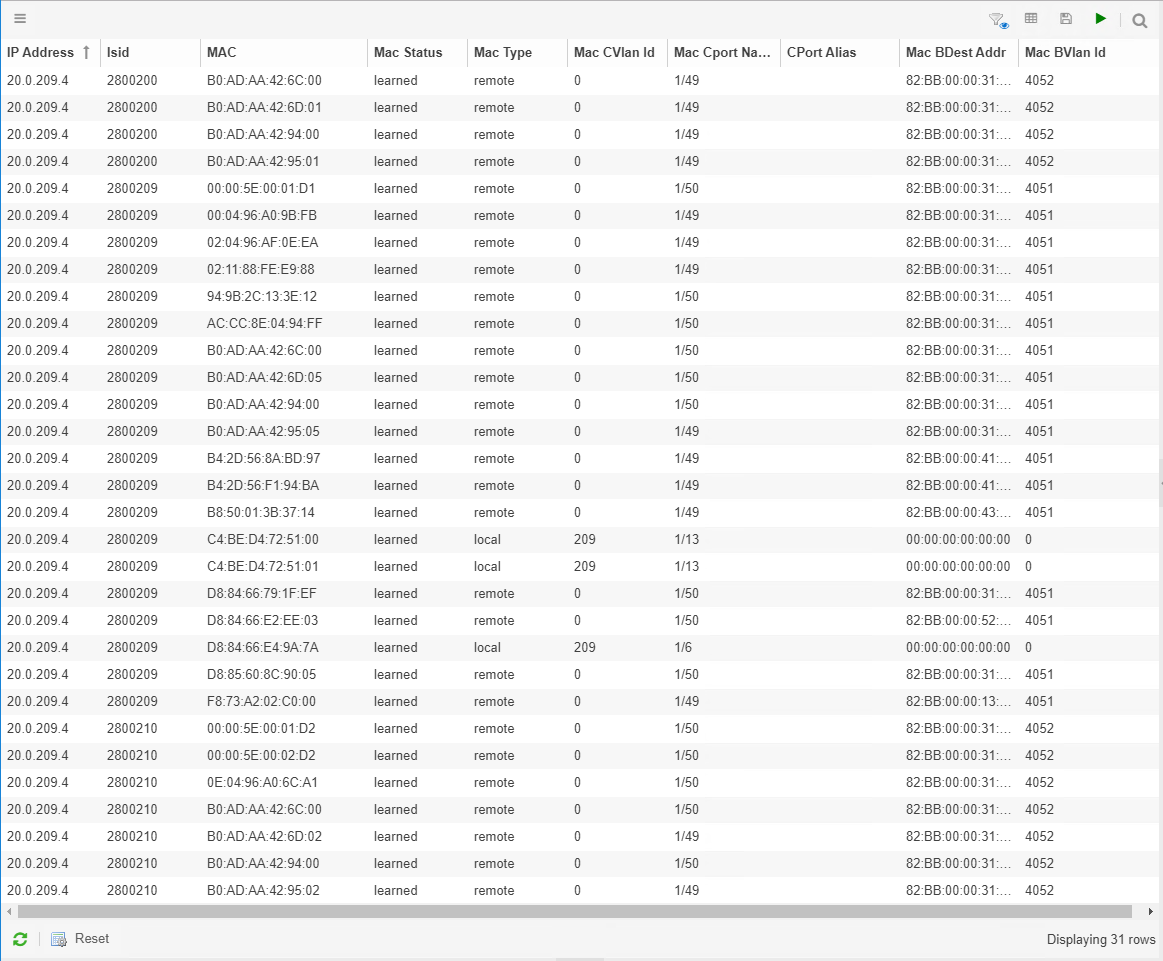 IP Address Isid MAC Mac Status Mac Type Mac CVlan Id Mac Cport Na... CPort Alias Mac BDest Addr Mac BVlan Id
20.0.209.4 2800200 B0:AD:AA:42:6C:00 learned remote 0 1/49 82:BB:00:00:31:... 4052
20.0.209.4 2800200 B0:AD:AA:42:6D:01 learned remote 0 1/49 82:BB:00:00:31:... 4052
20.0.209.4 2800200 B0:AD:AA:42:94:00 learned remote 0 1/49 82:BB:00:00:31:... 4052
20.0.209.4 2800200 B0:AD:AA:42:95:01 learned remote 0 1/49 82:BB:00:00:31:... 4052
20.0.209.4 2800209 00:00:5E:00:01:D1 learned remote 0 1/50 82:BB:00:00:31:... 4051
20.0.209.4 2800209 00:04:96:A0:9B:FB learned remote 0 1/49 82:BB:00:00:31:... 4051
20.0.209.4 2800209 02:04:96:AF:0E:EA learned remote 0 1/49 82:BB:00:00:31:... 4051
20.0.209.4 2800209 02:11:88:FE:E9:88 learned remote 0 1/49 82:BB:00:00:31:... 4051
20.0.209.4 2800209 94:9B:2C:13:3E:12 learned remote 0 1/50 82:BB:00:00:31:... 4051
20.0.209.4 2800209 AC:CC:8E:04:94:FF learned remote 0 1/50 82:BB:00:00:31:... 4051
20.0.209.4 2800209 B0:AD:AA:42:6C:00 learned remote 0 1/50 82:BB:00:00:31:... 4051
20.0.209.4 2800209 B0:AD:AA:42:6D:05 learned remote 0 1/50 82:BB:00:00:31:... 4051
20.0.209.4 2800209 B0:AD:AA:42:94:00 learned remote 0 1/50 82:BB:00:00:31:... 4051
20.0.209.4 2800209 B0:AD:AA:42:95:05 learned remote 0 1/49 82:BB:00:00:31:... 4051
20.0.209.4 2800209 B4:2D:56:8A:BD:97 learned remote 0 1/49 82:BB:00:00:41:... 4051
20.0.209.4 2800209 B4:2D:56:F1:94:BA learned remote 0 1/49 82:BB:00:00:41:... 4051
20.0.209.4 2800209 B8:50:01:3B:37:14 learned remote 0 1/49 82:BB:00:00:43:... 4051
20.0.209.4 2800209 C4:BE:D4:72:51:00 learned local 209 1/13 00:00:00:00:00:00 0
20.0.209.4 2800209 C4:BE:D4:72:51:01 learned local 209 1/13 00:00:00:00:00:00 0
20.0.209.4 2800209 D8:84:66:79:1F:EF learned remote 0 1/50 82:BB:00:00:31:... 4051
20.0.209.4 2800209 D8:84:66:E2:EE:03 learned remote 0 1/50 82:BB:00:00:52:... 4051
20.0.209.4 2800209 D8:84:66:E4:9A:7A learned local 209 1/6 00:00:00:00:00:00 0
20.0.209.4 2800209 D8:85:60:8C:90:05 learned remote 0 1/50 82:BB:00:00:31:... 4051
20.0.209.4 2800209 F8:73:A2:02:C0:00 learned remote 0 1/49 82:BB:00:00:13:... 4051
20.0.209.4 2800210 00:00:5E:00:01:D2 learned remote 0 1/50 82:BB:00:00:31:... 4052
20.0.209.4 2800210 00:00:5E:00:02:D2 learned remote 0 1/50 82:BB:00:00:31:... 4052
20.0.209.4 2800210 0E:04:96:A0:6C:A1 learned remote 0 1/50 82:BB:00:00:31:... 4052
20.0.209.4 2800210 B0:AD:AA:42:6C:00 learned remote 0 1/50 82:BB:00:00:31:... 4052
20.0.209.4 2800210 B0:AD:AA:42:6D:02 learned remote 0 1/49 82:BB:00:00:31:... 4052
20.0.209.4 2800210 B0:AD:AA:42:94:00 learned remote 0 1/50 82:BB:00:00:31:... 4052
20.0.209.4 2800210 B0:AD:AA:42:95:02 learned remote 0 1/49 82:BB:00:00:31:... 4052
Reset Displaying 31 rows